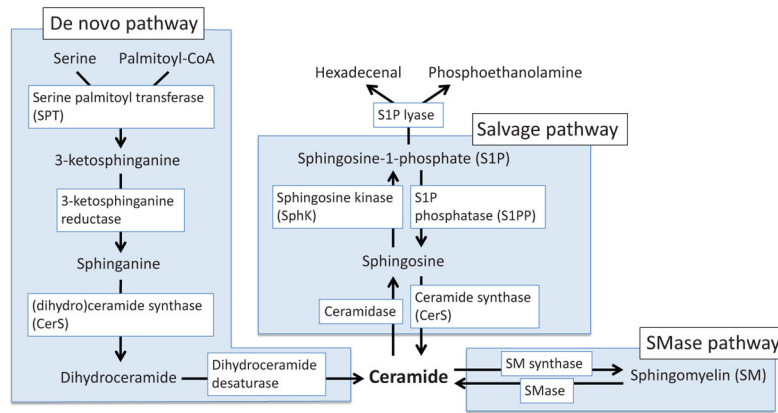 De novo pathway
Serine
Palmitoyl-CoA
Serine palmitoyl transferase
(SPT)
3-ketosphinganine
3-ketosphinganine
reductase
Sphinganine
(dihydro)ceramide synthase
(CerS)
Dihydroceramide
Dihydroceramide
desaturase
Hexadecenal
Phosphoethanolamine
S1P lyase
Salvage pathway
Sphingosine-1-phosphate (S1P)
Sphingosine kinase
(SphK)
S1P
phosphatase (S1PP)
Sphingosine
Ceramidase
Ceramide synthase
(CerS)
Ceramide
SMase pathway
SM synthase
SMase
Sphingomyelin (SM)